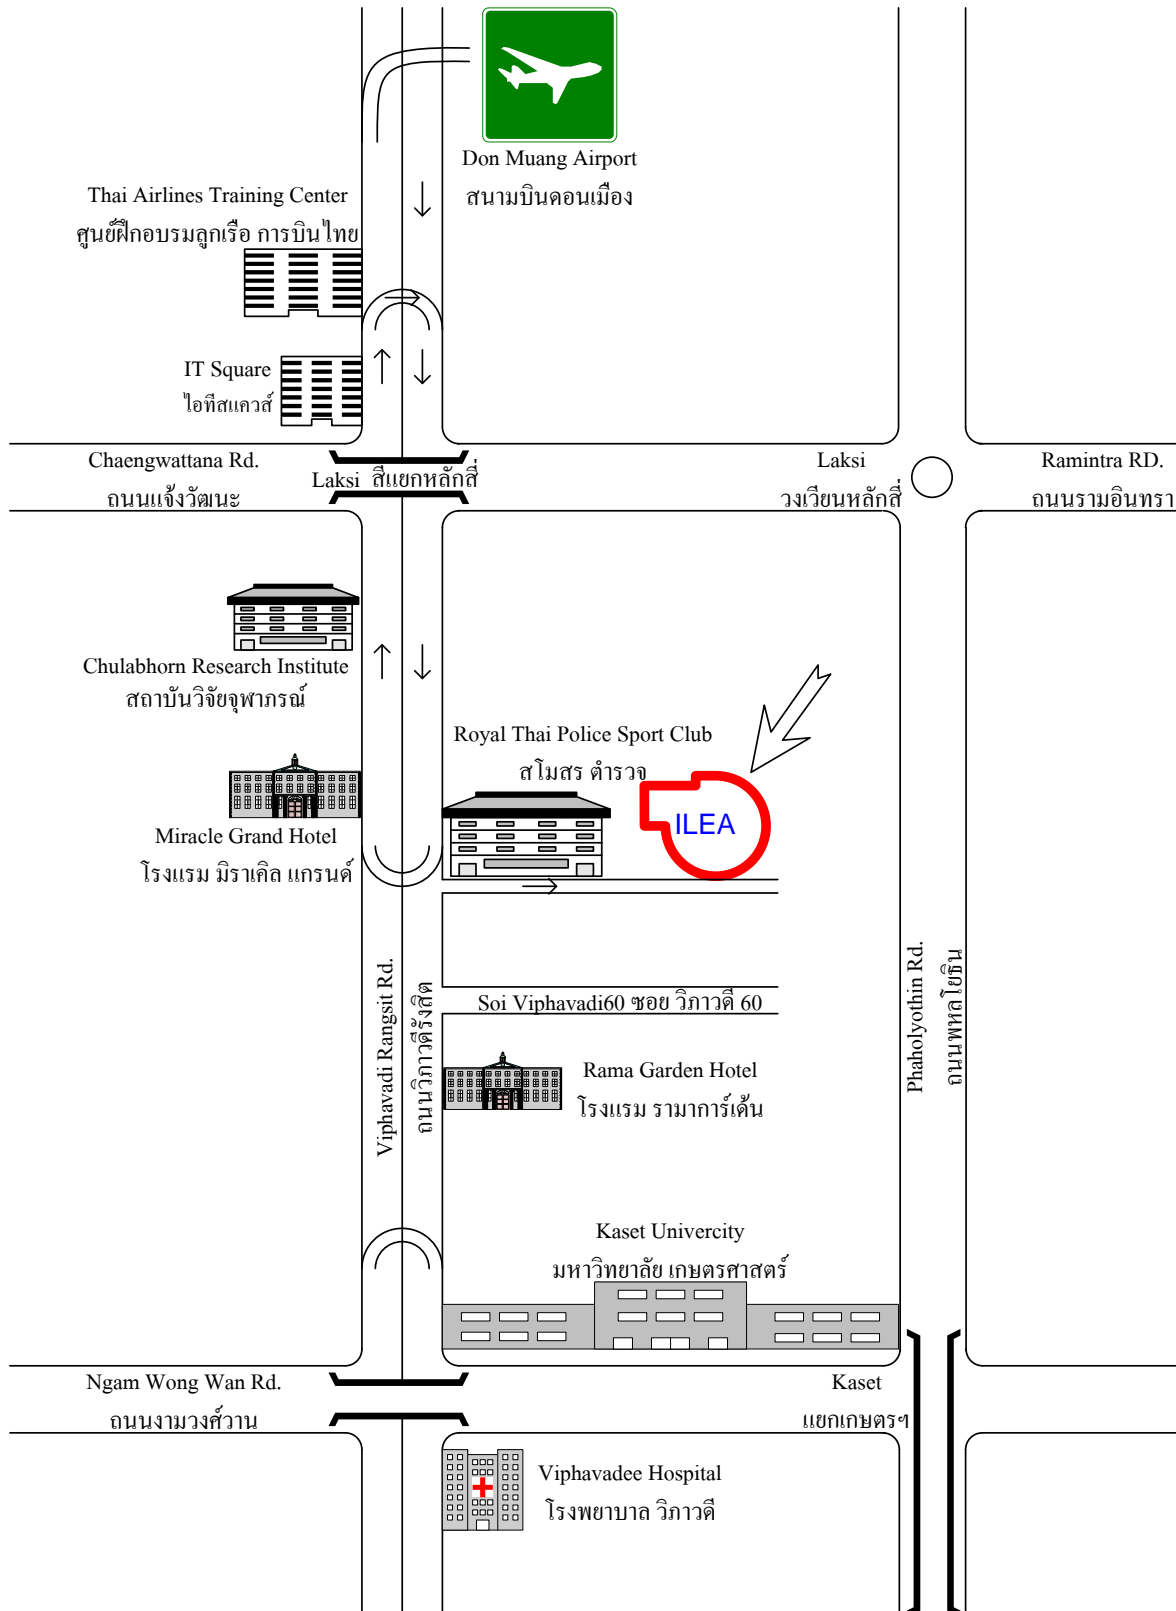 Don Muang Airport
สนามบินดอนเมือง
Thai Airlines Training Center
ศูนย์ฝึกอบรมลูกเรือ การบินไทย
IT Square
ไอทีสแควส์
Chaengwattana Rd.
ถนนแจ้งวัฒนะ
Laksi สี่แยกหลักสี่
Laksi
วงเวียนหลักสี่
Ramintra RD.
ถนนรามอินทรา
Chulabhorn Research Institute
สถาบันวิจัยจุฬาภรณ์
Royal Thai Police Sport Club
สโมสร ตำรวจ
ILEA
Miracle Grand Hotel
โรงแรม มิราเคิล แกรนด์
Viphavadi Rangsit Rd.
ถนนวิภาวดีรังสิต
Soi Viphavadi60 ซอย วิภาวดี 60
Phaholyothin Rd.
ถนนพหลโยธิน
Rama Garden Hotel
โรงแรม รามาการ์เด้น
Kaset Univercity
มหาวิทยาลัย เกษตรศาสตร์
Ngam Wong Wan Rd.
ถนนงามวงศ์วาน
Kaset
แยกเกษตรฯ
Viphavadee Hospital
โรงพยาบาล วิภาวดี